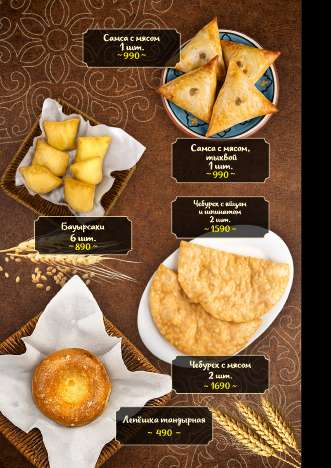 Самса с мясом
1 шт.
~990~
Самса с мясом,
тыквой
1 шт.
~990~
Чебурек с яйцом
и шпинатом
2 шт.
~1590~
Баурсаки
6 шт.
~890~
Чебурек с мясом
2 шт.
~1690~
Лепёшка тандырная
~ 490 ~